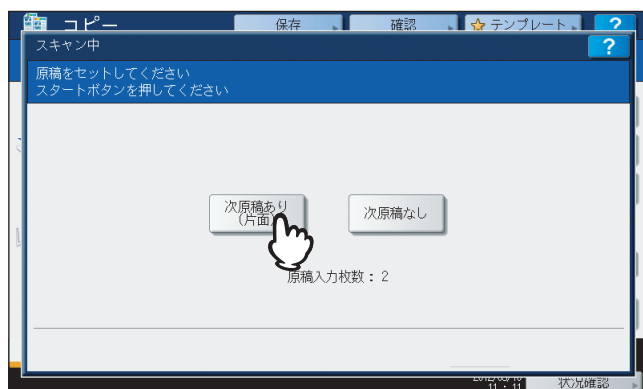 コピー 保存 確認 テンプレート ?
スキャン中 ?
原稿をセットしてください
スタートボタンを押してください
次原稿あり
(片面) 次原稿なし
原稿入力枚数: 2
11 : 11 状況確認